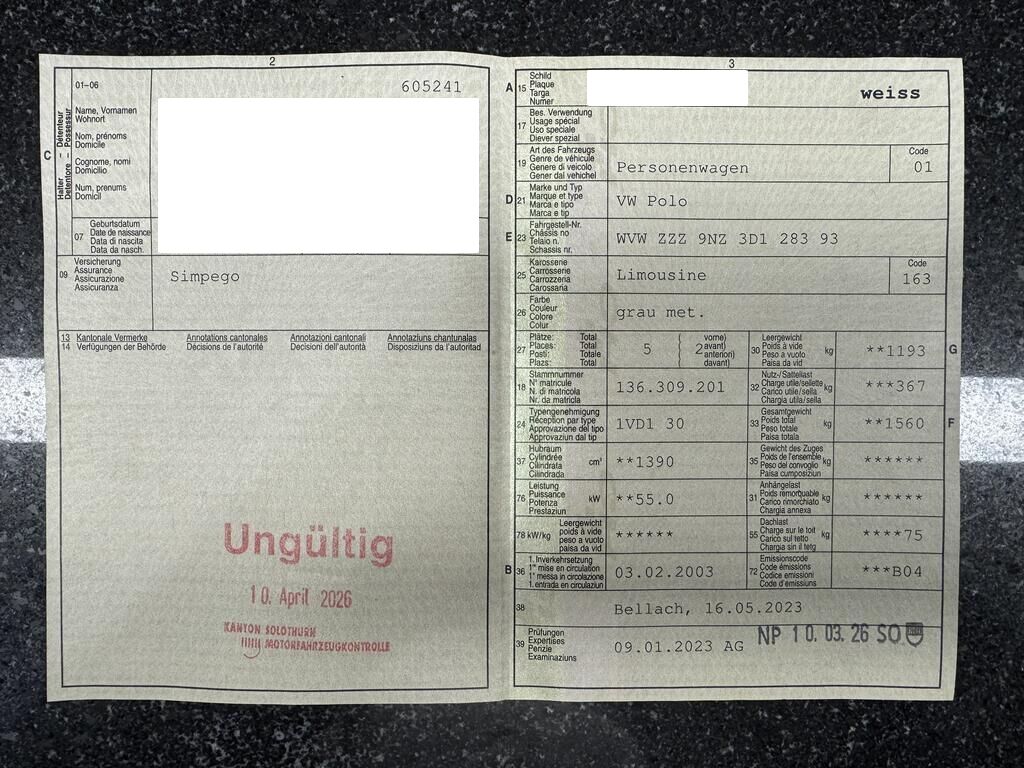 2
01-06
605241
C
Halter – Détenteur
Detentore – Possessur
Name, Vornamen
Wohnort
Nom, prénoms
Domicile
Cognome, nomi
Domicilio
Num, prenums
Domicil
07
Geburtsdatum
Date de naissance
Data di nascita
Data da nasch.
09
Versicherung
Assurance
Assicurazione
Assicuranza
Simpego
13 Kantonale Vermerke Annotations cantonales Annotazioni cantonali Annotaziuns chantunalas
14 Verfügungen der Behörde Décisions de l'autorité Decisioni dell'autorità Disposiziuns da l'autoritad
Ungültig
10. April 2026
KANTON SOLOTHURN
MOTORFAHRZEUGKONTROLLE
3
A 15
Schild
Plaque
Targa
Numer
weiss
17
Bes. Verwendung
Usage spécial
Uso speciale
Diever spezial
19
Art des Fahrzeugs
Genre de véhicule
Genere di veicolo
Gener dal vehichel
Personenwagen
Code
01
D 21
Marke und Typ
Marque et type
Marca e tipo
Marca e tip
VW Polo
E 23
Fahrgestell-Nr.
Châssis no
Telaio n.
Schassis nr.
WVW ZZZ 9NZ 3D1 283 93
25
Karosserie
Carrosserie
Carrozzeria
Carossaria
Limousine
Code
163
26
Farbe
Couleur
Colore
Colur
grau met.
27
Plätze: Total
Places: Total
Posti: Totale
Plazs: Total
5
( 2
vorne)
avant)
anteriori)
davant)
30
Leergewicht
Poids à vide
Peso a vuoto
Paisa da vid
kg
**1193
G
18
Stammnummer
N° matricule
N. di matricola
Nr. da matricla
136.309.201
32
Nutz-/Sattellast
Charge utile/sellette
Carico utile/sella
Chargia utila/sella
kg
***367
24
Typengenehmigung
Réception par type
Approvazione del tipo
Approvaziun dal tip
1VD1 30
33
Gesamtgewicht
Poids total
Peso totale
Paisa totala
kg
**1560
F
37
Hubraum
Cylindrée
Cilindrata
Cilindrada
cm³
**1390
35
Gewicht des Zuges
Poids de l'ensemble
Peso del convoglio
Paisa cumposiziun
kg
******
76
Leistung
Puissance
Potenza
Prestaziun
kW
**55.0
31
Anhängelast
Poids remorquable
Carico rimorchiato
Chargia annexa
kg
******
78 kW/kg
Leergewicht
poids à vide
peso a vuoto
paisa da vid
******
55
Dachlast
Charge sur le toit
Carico sul tetto
Chargia sin il tetg
kg
****75
B 36
1. Inverkehrsetzung
1re mise en circulation
1a messa in circolazione
1. entrada en circulaziun
03.02.2003
72
Emissionscode
Code émissions
Codice emissioni
Code d'emissiuns
***B04
38
Bellach, 16.05.2023
39
Prüfungen
Expertises
Perizie
Examinaziuns
09.01.2023 AG
NP 10.03.26 SO